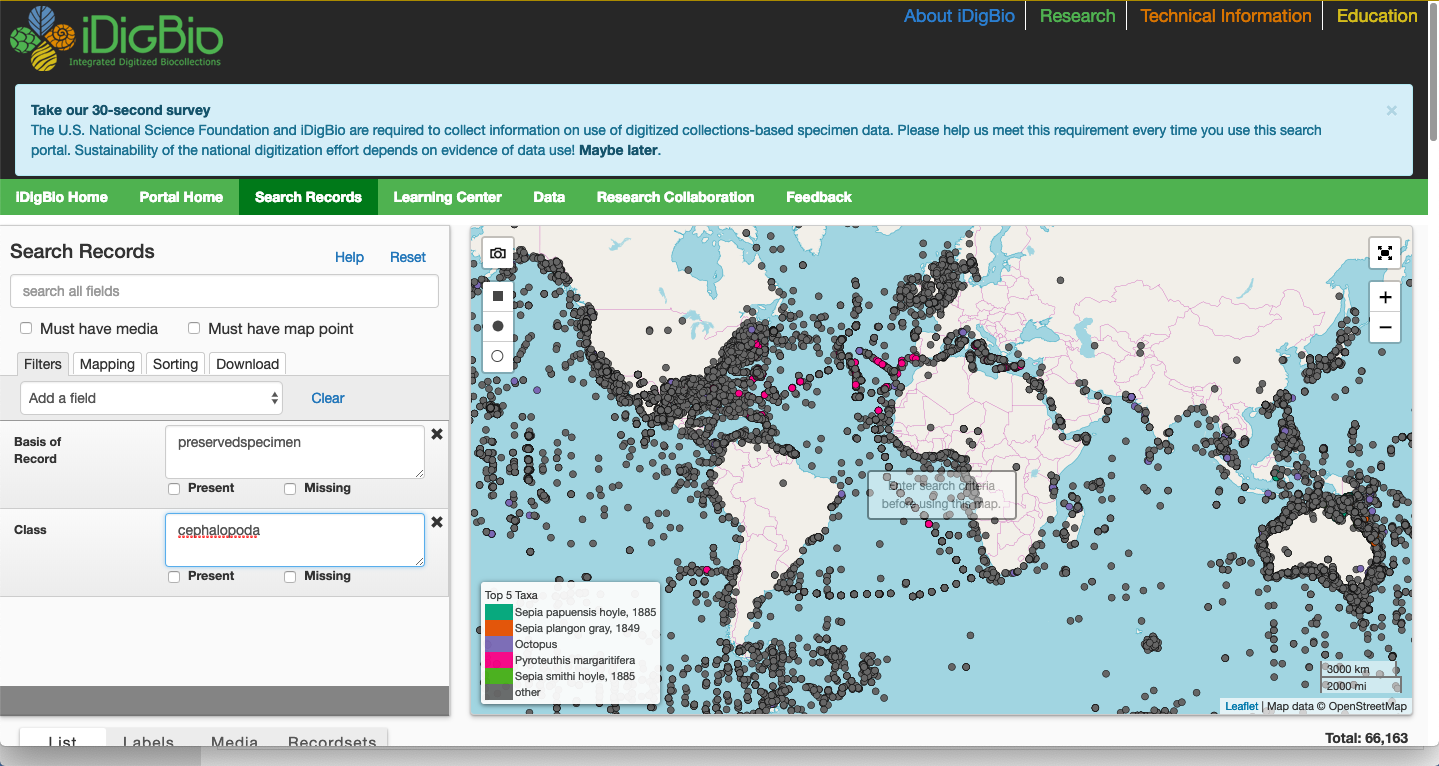 iDigBio
Integrated Digitized Biocollections
About iDigBio
Research
Technical Information
Education
Take our 30-second survey
The U.S. National Science Foundation and iDigBio are required to collect information on use of digitized collections-based specimen data. Please help us meet this requirement every time you use this search
portal. Sustainability of the national digitization effort depends on evidence of data use! Maybe later.
×
iDigBio Home
Portal Home
Search Records
Learning Center
Data
Research Collaboration
Feedback
Search Records
Help
Reset
search all fields
Must have media
Must have map point
Filters
Mapping
Sorting
Download
Add a field
Clear
Basis of
Record
preservedspecimen
Present
Missing
Class
cephalopoda
Present
Missing
+
−
Enter search criteria
before using this map.
Top 5 Taxa
Sepia papuensis hoyle, 1885
Sepia plangon gray, 1849
Octopus
Pyroteuthis margaritifera
Sepia smithi hoyle, 1885
other
3000 km
2000 mi
Leaflet | Map data © OpenStreetMap
List
Labels
Media
Recordsets
Total: 66,163